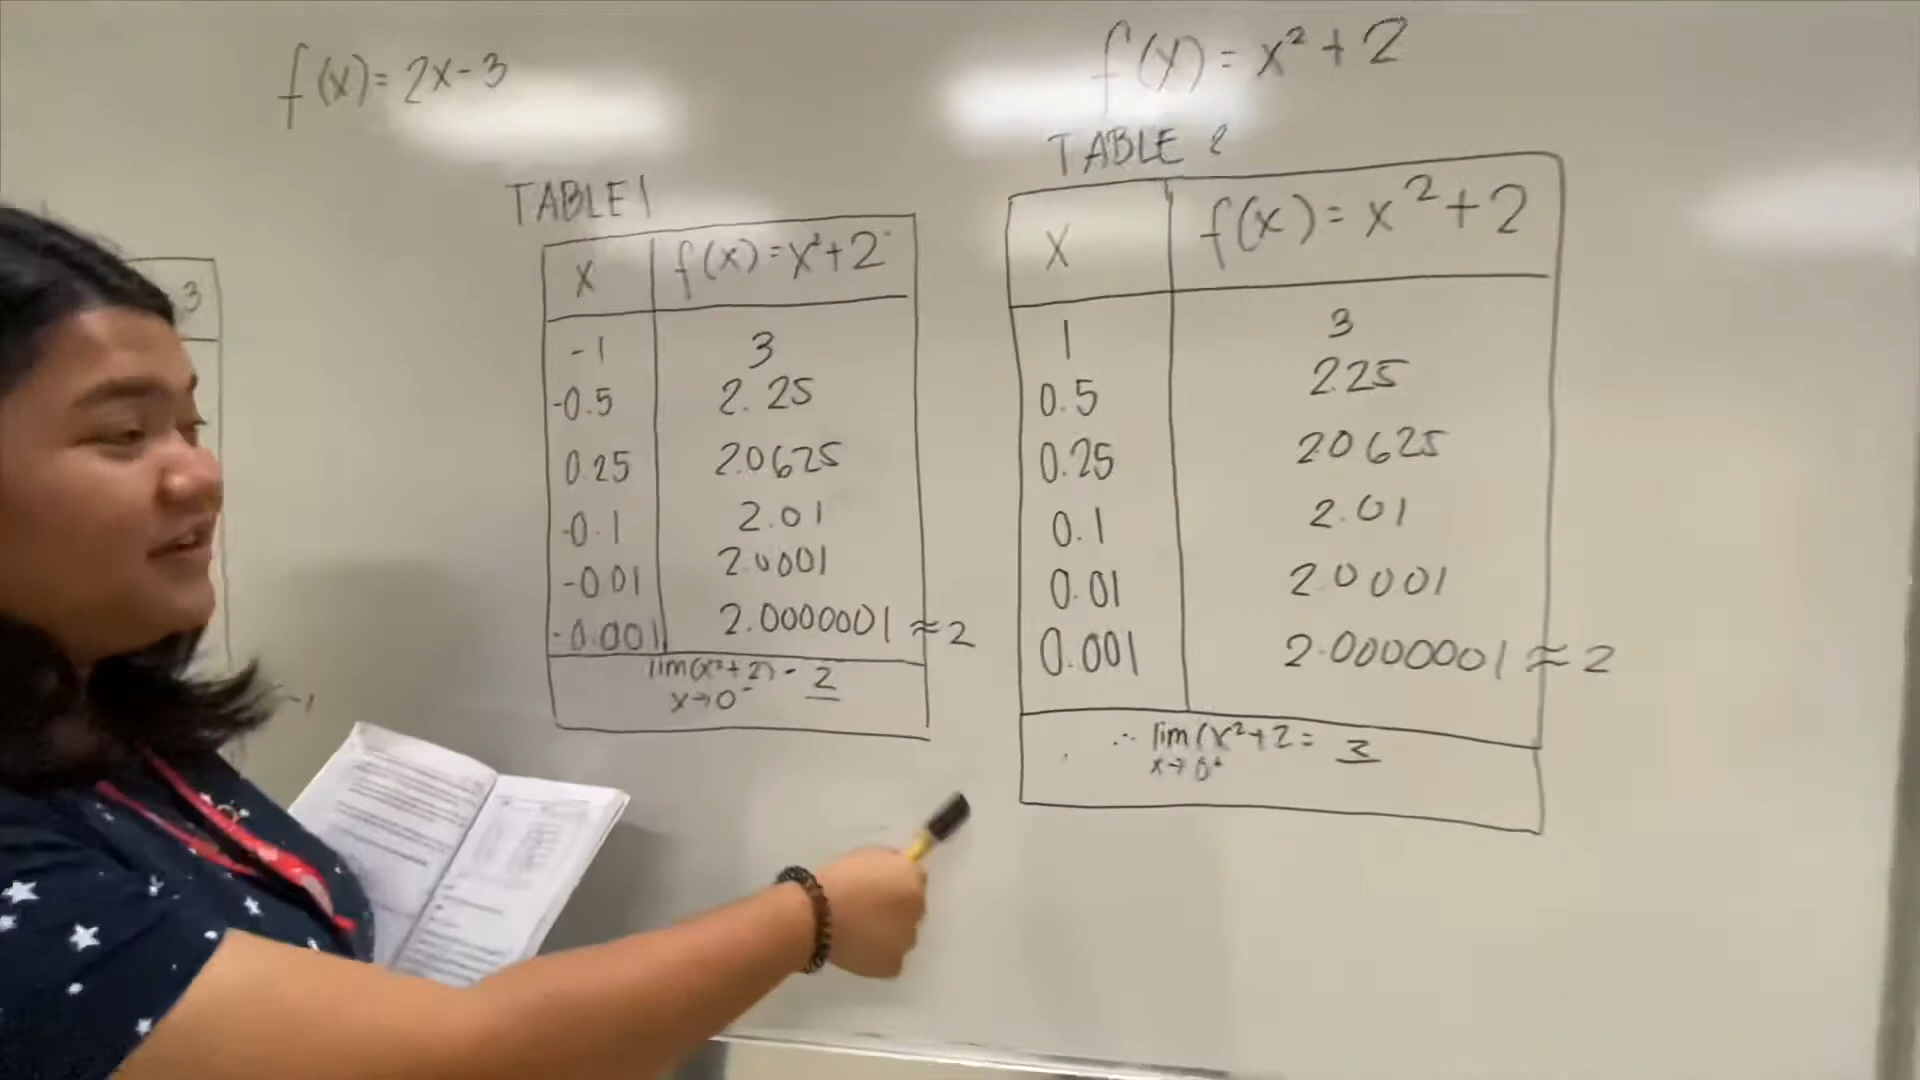 f(x)= 2x-3
f(x) = x² + 2
TABLE 1
x f(x) = x²+2
-1 3
-0.5 2.25
0.25 2.0625
-0.1 2.01
-0.01 2.0001
-0.001 2.0000001 ≈ 2
lim(x²+2) - 2
x→0⁻
TABLE 2
x f(x) = x²+2
1 3
0.5 2.25
0.25 20625
0.1 2.01
0.01 2.0001
0.001 2.0000001 ≈ 2
∴ lim(x²+2 =
x→0⁺
3